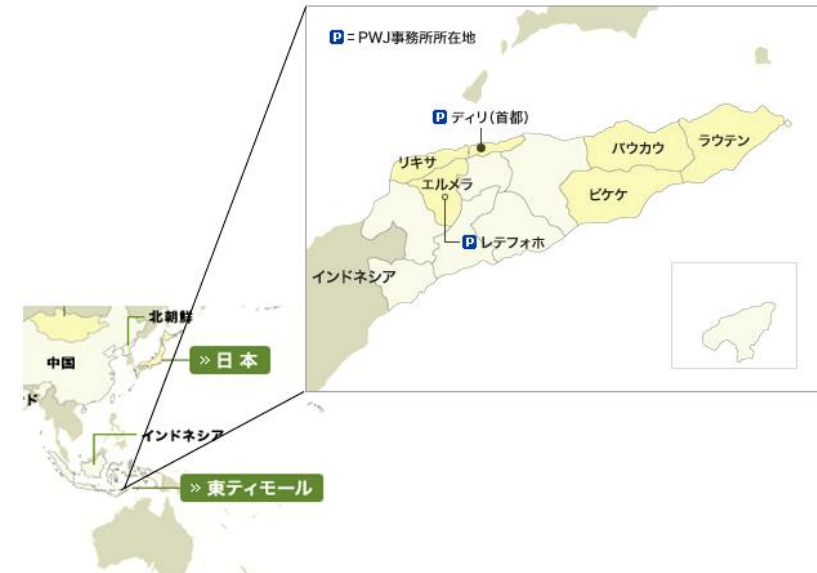 P = PWJ事務所所在地
P ディリ(首都)
リキサ
エルメラ
バウカウ
ラウテン
ビケケ
P レテフォホ
インドネシア
北朝鮮
中国
» 日本
ド
インドネシア
» 東ティモール